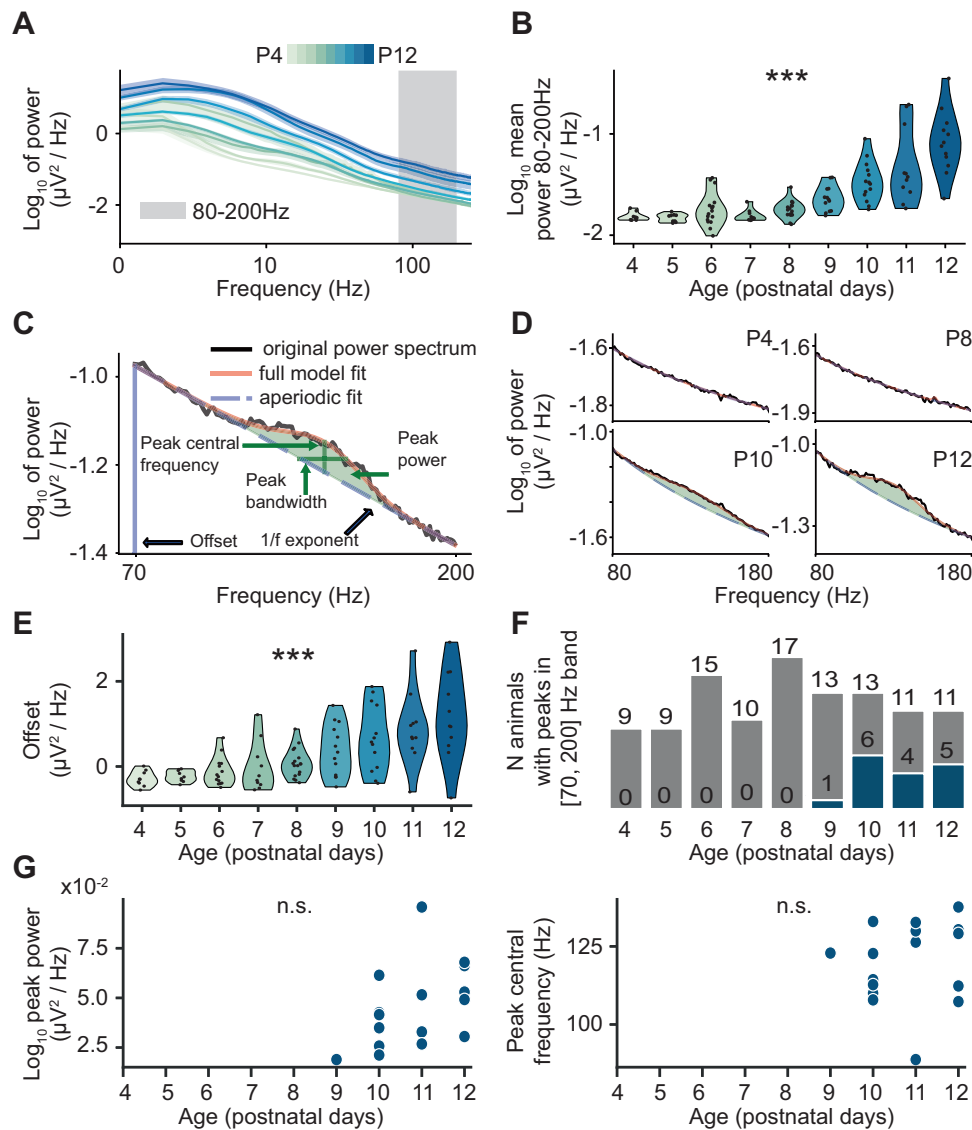 A
P4 P12
Log₁₀ of power
(µV² / Hz)
0
-2
80-200Hz
0 10 100
Frequency (Hz)
B
***
Log₁₀ mean
power 80-200Hz
(µV² / Hz)
-1
-2
4 5 6 7 8 9 10 11 12
Age (postnatal days)
C
original power spectrum
full model fit
aperiodic fit
Log₁₀ of power
(µV² / Hz)
-1.0
-1.2
-1.4
Peak central
frequency
Peak
power
Peak
bandwidth
Offset
1/f exponent
70 200
Frequency (Hz)
D
Log₁₀ of power
(µV² / Hz)
P4
-1.6
-1.8
P8
-1.6
-1.9
P10
-1.0
-1.6
P12
-1.0
-1.3
80 180 80 180
Frequency (Hz)
E
***
Offset
(µV² / Hz)
2
0
4 5 6 7 8 9 10 11 12
Age (postnatal days)
F
N animals
with peaks in
[70, 200] Hz band
9 9 15 10 17 13 13 11 11
0 0 0 0 0 1 6 4 5
4 5 6 7 8 9 10 11 12
Age (postnatal days)
G
x10⁻²
n.s.
Log₁₀ peak power
(µV² / Hz)
7.5
5.0
2.5
4 5 6 7 8 9 10 11 12
Age (postnatal days)
n.s.
Peak central
frequency (Hz)
125
100
4 5 6 7 8 9 10 11 12
Age (postnatal days)